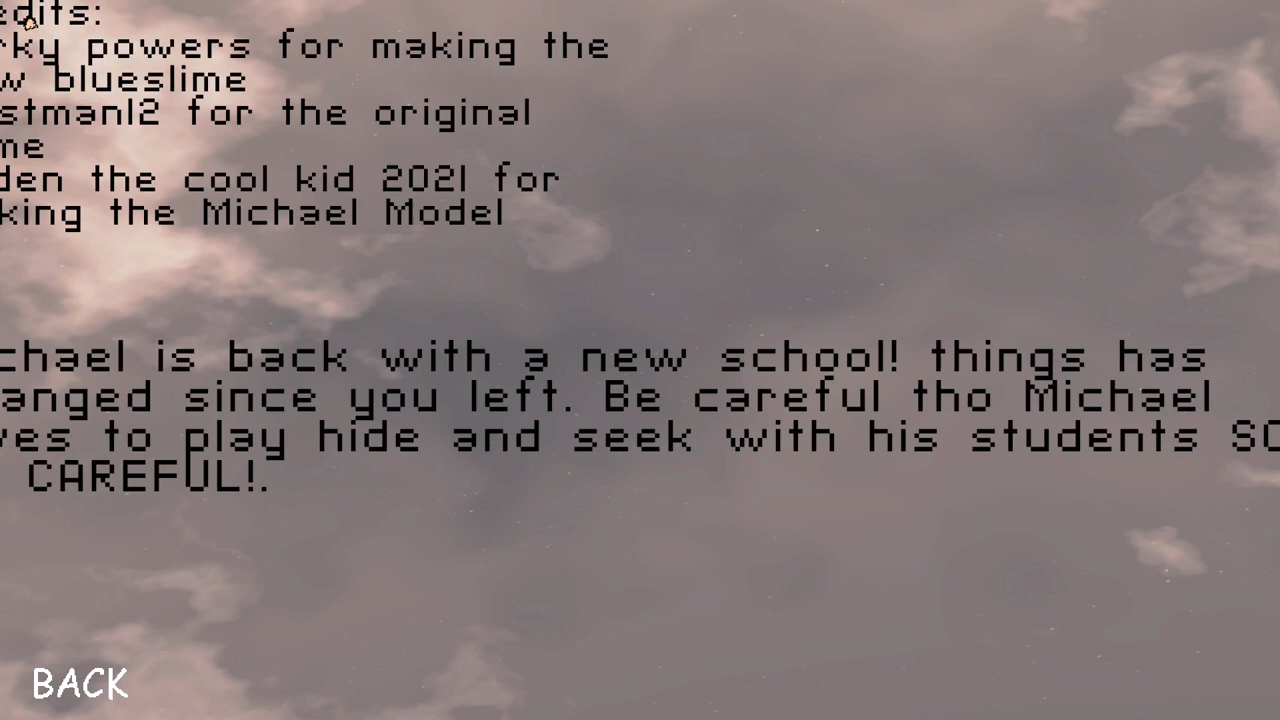 edits:
rky powers for making the
w blueslime
stman12 for the original
me
den the cool kid 2021 for
king the Michael Model
chael is back with a new school! things has
anged since you left. Be careful tho Michael
ves to play hide and seek with his students SO
CAREFUL!.
BACK